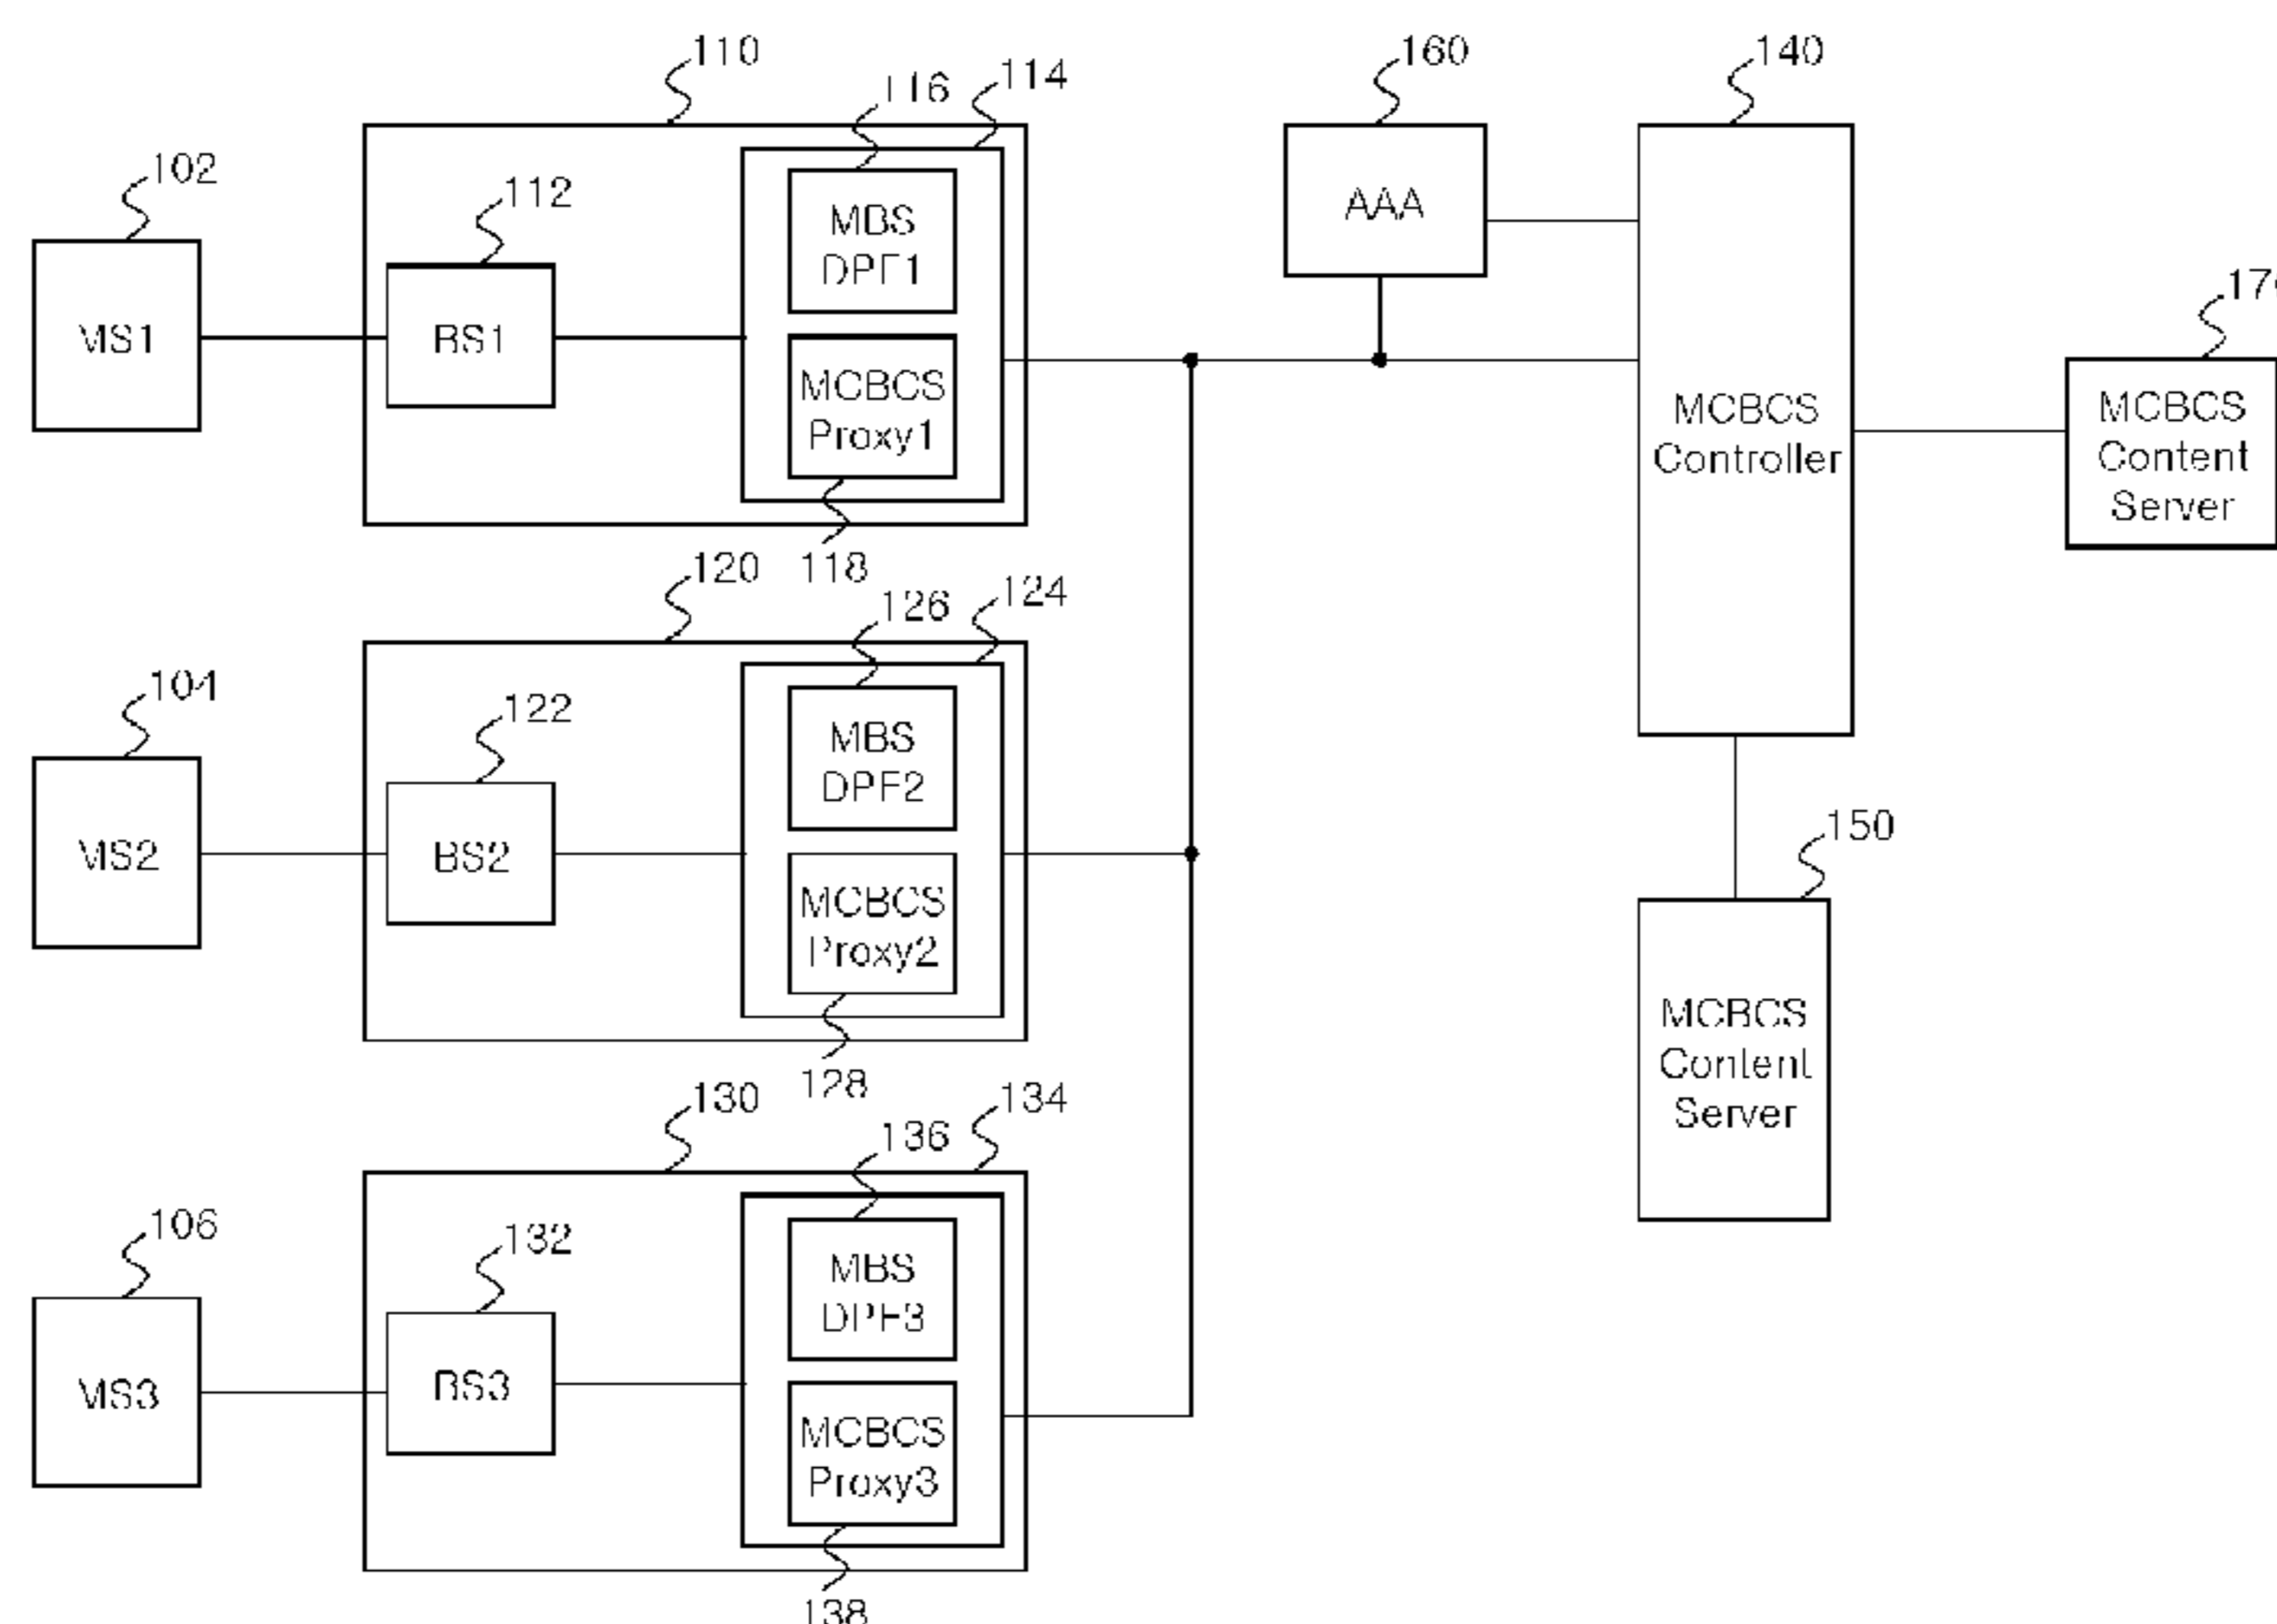 110
116
114
160
140
102
112
MBS
DPF1
AAA
MS1
BS1
MCBCS
Proxy1
MCBCS
Controller
MCBCS
Content
Server
118
120
126
124
104
122
MBS
DPF2
MS2
BS2
MCBCS
Proxy2
150
MCBCS
Content
Server
128
130
136
134
106
132
MBS
DPF3
MS3
BS3
MCBCS
Proxy3
138